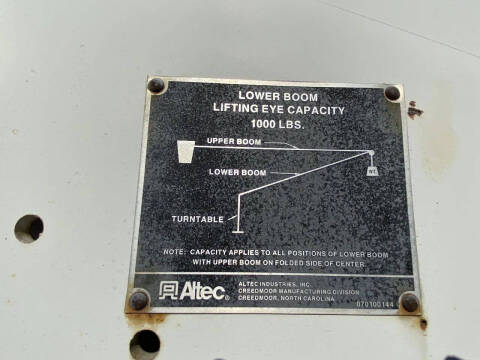 LOWER BOOM
LIFTING EYE CAPACITY
1000 LBS.
UPPER BOOM
LOWER BOOM
WT.
TURNTABLE
NOTE: CAPACITY APPLIES TO ALL POSITIONS OF LOWER BOOM
WITH UPPER BOOM ON FOLDED SIDE OF CENTER.
Altec®
ALTEC INDUSTRIES, INC.
CREEDMOOR MANUFACTURING DIVISION
CREEDMOOR, NORTH CAROLINA
070100144